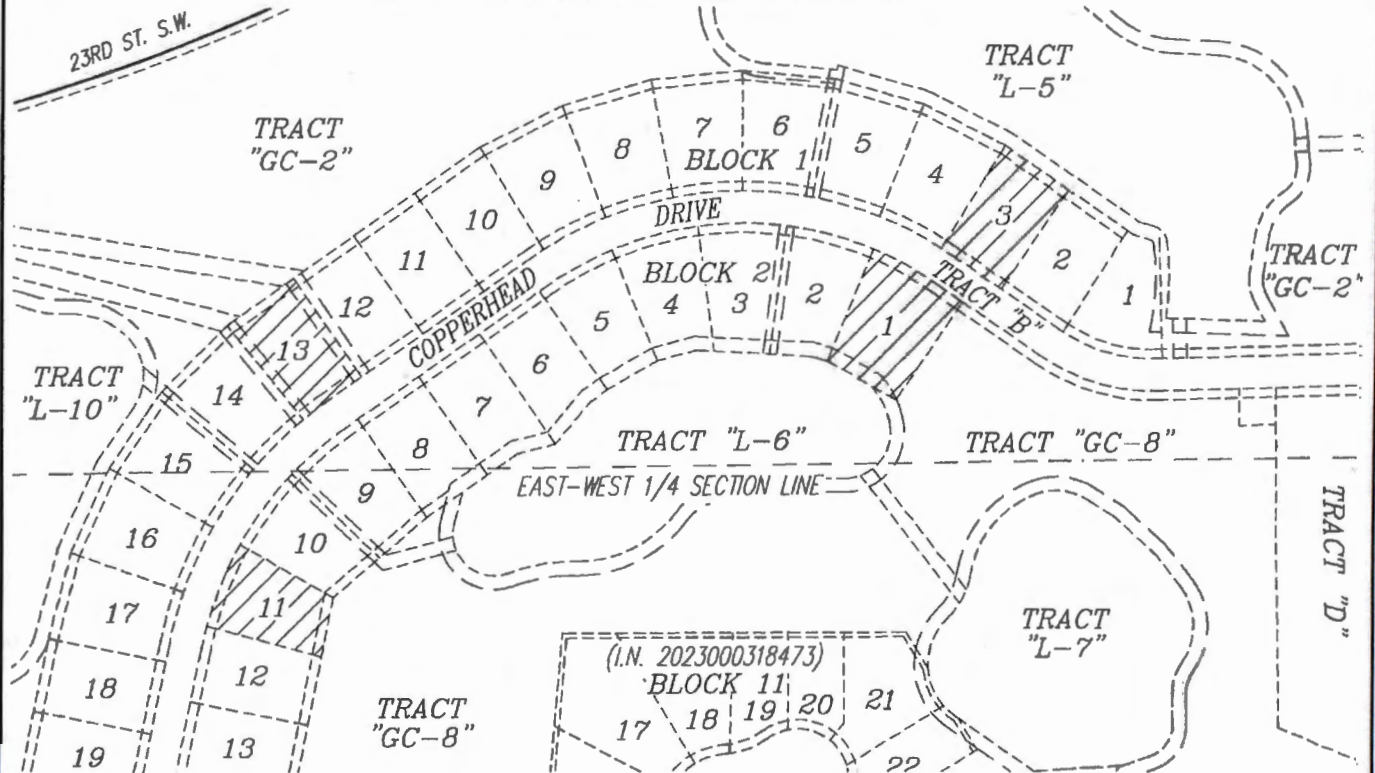 23RD ST. S.W.
TRACT
"L-5"
TRACT
"GC-2"
6
7
5
8
BLOCK 1
4
9
3
DRIVE
10
2
TRACT
"GC-2"
11
BLOCK 2
TRACT "B"
1
12
3
2
4
COPPERHEAD
5
1
13
6
TRACT
"L-10"
14
7
TRACT "L-6"
TRACT "GC-8"
8
15
EAST-WEST 1/4 SECTION LINE
9
TRACT "D"
16
10
11
17
TRACT
"L-7"
(I.N. 2023000318473)
12
18
BLOCK 11
21
20
19
18
17
TRACT
"GC-8"
13
19
22